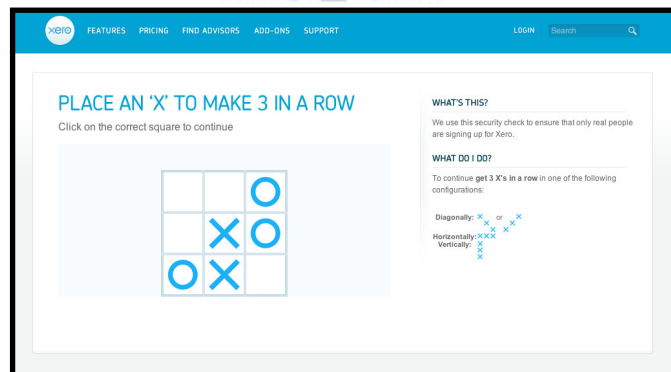 xero FEATURES PRICING FIND ADVISORS ADD-ONS SUPPORT LOGIN Search
PLACE AN ‘X’ TO MAKE 3 IN A ROW
Click on the correct square to continue
O
X O
O X
WHAT'S THIS?
We use this security check to ensure that only real people
are signing up for Xero.
WHAT DO I DO?
To continue get 3 X's in a row in one of the following
configurations:
Diagonally: × or ×
× ×
× ×
Horizontally: ×××
Vertically: ×
×
×